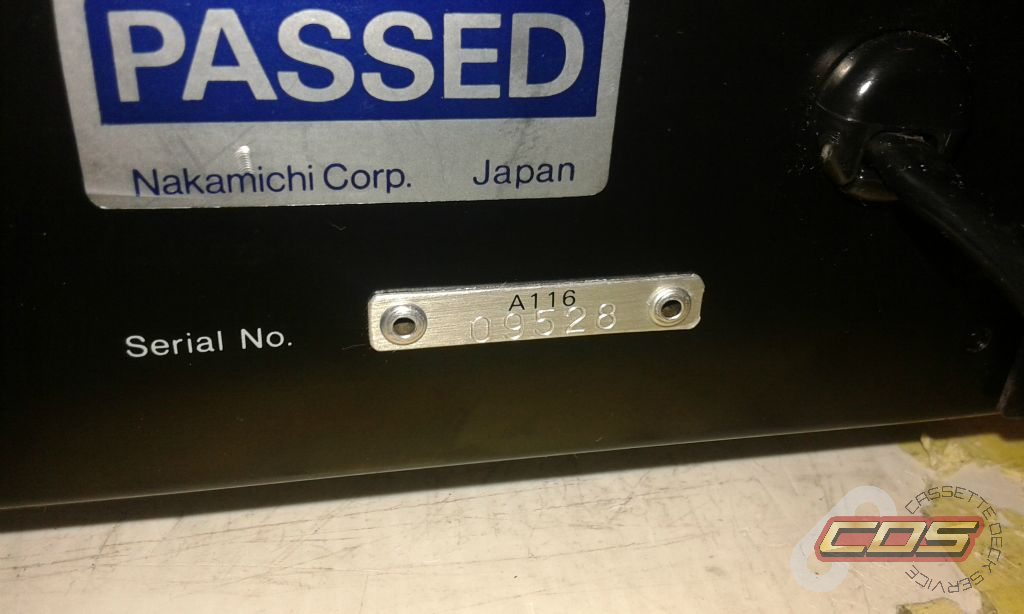 PASSED
Nakamichi Corp. Japan
A116
Serial No. 09528
CASSETTE DECK SERVICE
CDS